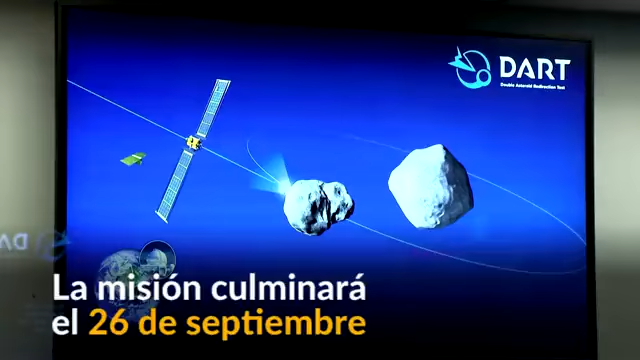 DART
Double Asteroid Redirection Test
La misión culminará
el 26 de septiembre